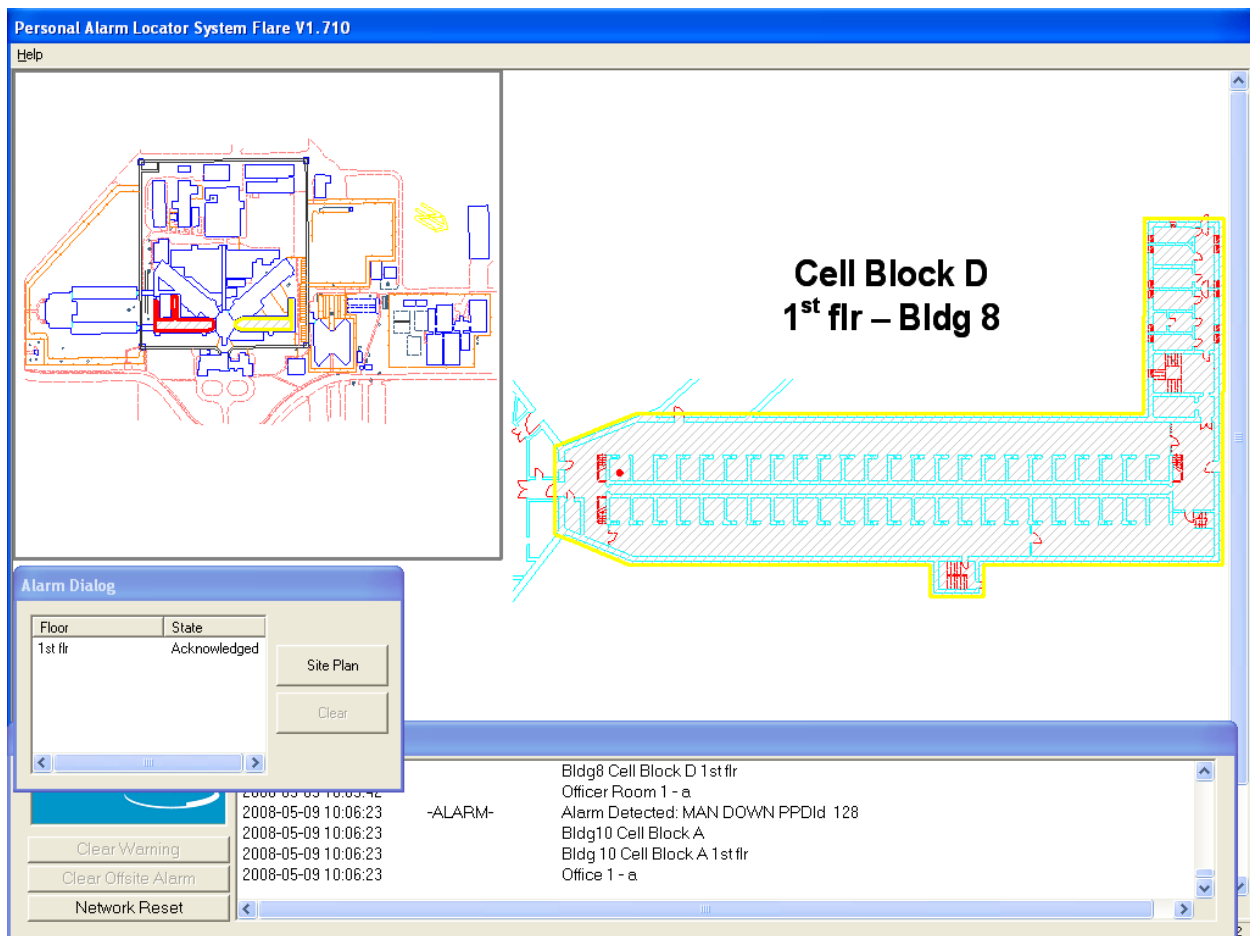 Personal Alarm Locator System Flare V1.710
Help
Cell Block D
1st flr – Bldg 8
Alarm Dialog
Floor State
1st flr Acknowledged
Site Plan
Clear
Bldg8 Cell Block D 1st flr
Officer Room 1 - a
2008-05-09 10:06:23 -ALARM- Alarm Detected: MAN DOWN PPDId 128
2008-05-09 10:06:23 Bldg10 Cell Block A
2008-05-09 10:06:23 Bldg 10 Cell Block A 1st flr
2008-05-09 10:06:23 Office 1 - a
Clear Warning
Clear Offsite Alarm
Network Reset